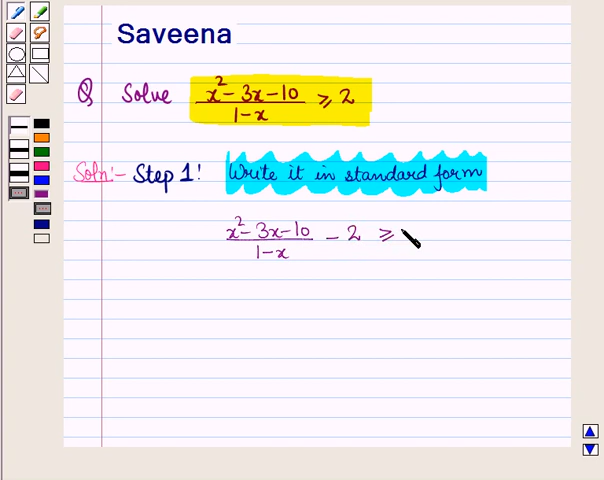 Saveena
Q Solve (x² - 3x - 10)/(1 - x) ≥ 2
Soln:- Step 1! Write it in standard form
(x² - 3x - 10)/(1 - x) - 2 ≥